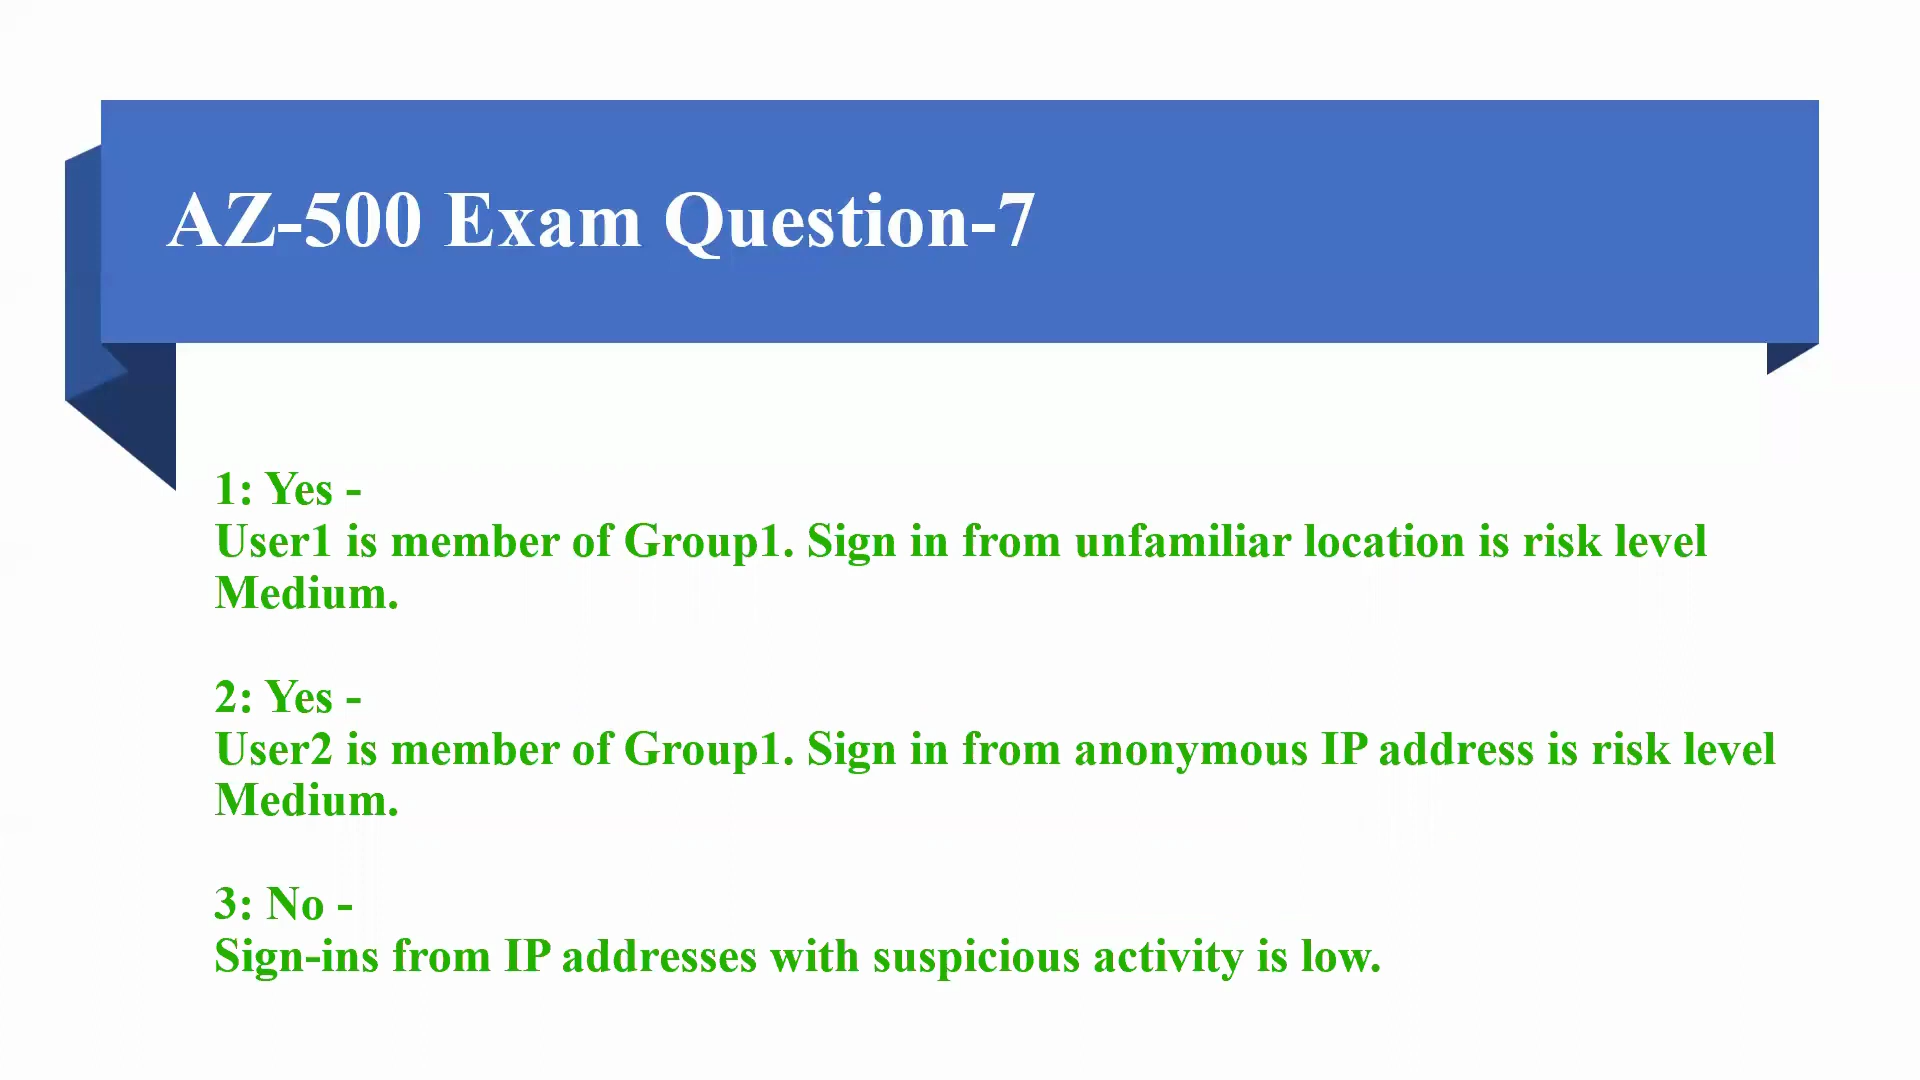 AZ-500 Exam Question-7
1: Yes -
User1 is member of Group1. Sign in from unfamiliar location is risk level
Medium.
2: Yes -
User2 is member of Group1. Sign in from anonymous IP address is risk level
Medium.
3: No -
Sign-ins from IP addresses with suspicious activity is low.